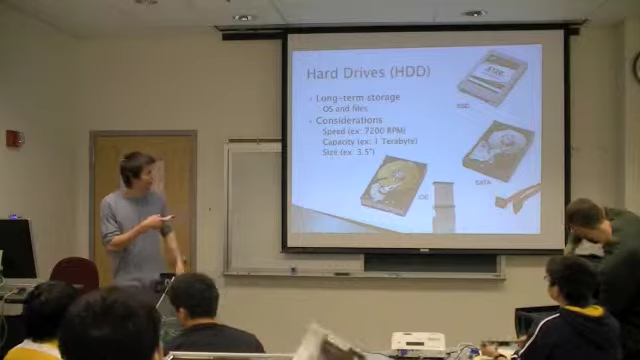 Hard Drives (HDD)
Long-term storage
OS and files
Considerations
Speed (ex: 7200 RPM)
Capacity (ex: 1 Terabyte)
Size (ex: 3.5")
SSD
SATA
IDE